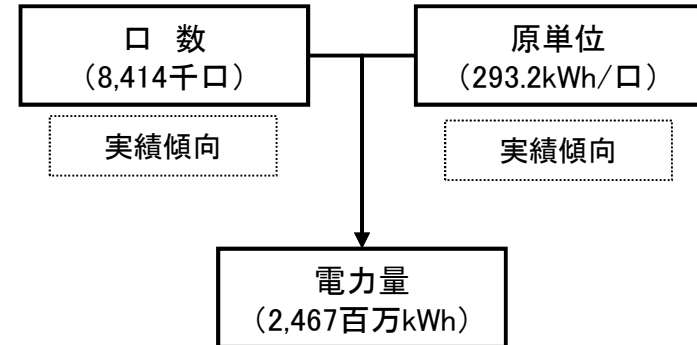 口 数
（8,414千口）
原単位
（293.2kWh/口）
実績傾向
実績傾向
電力量
（2,467百万kWh）